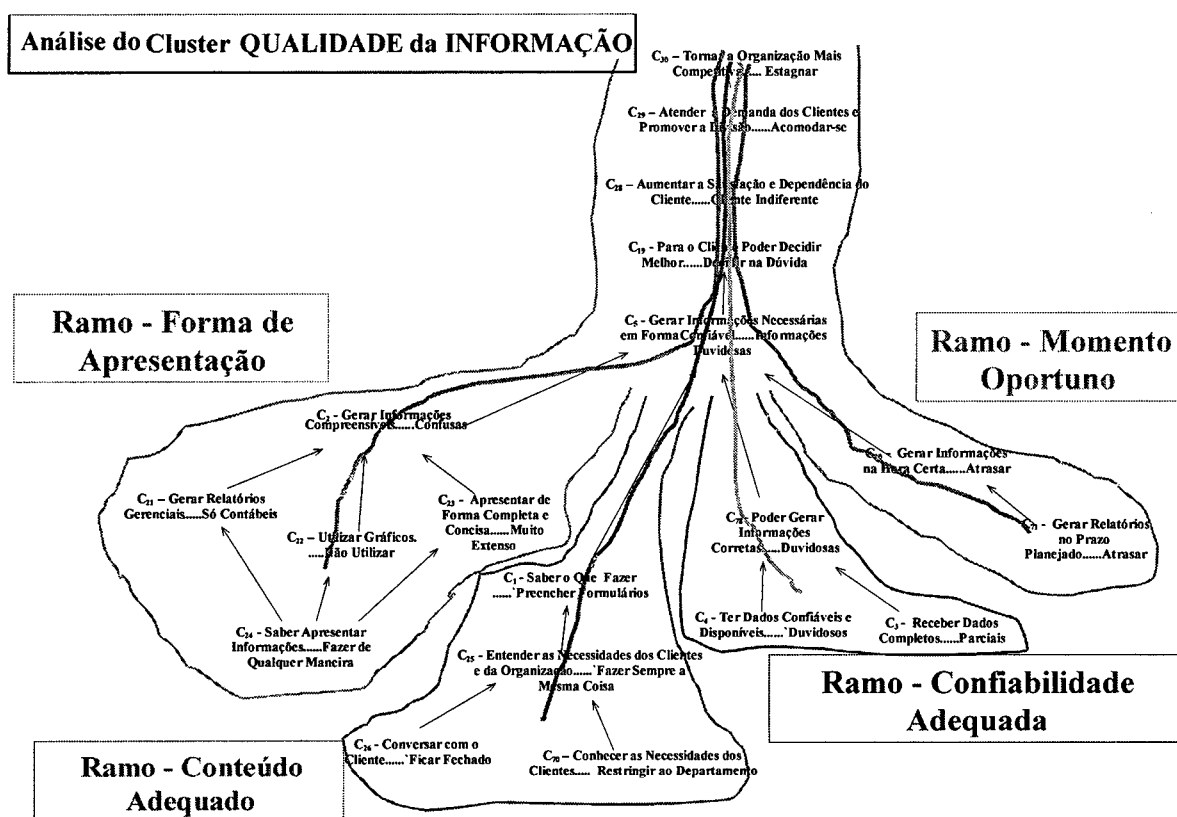 Análise do Cluster QUALIDADE da INFORMAÇÃO
C30 – Tornar a Organização Mais
Competitiva.... Estagnar
C29 – Atender à Demanda dos Clientes e
Promover a Divisão......Acomodar-se
C28 – Aumentar a Satisfação e Dependência do
Cliente......Cliente Indiferente
C19 - Para o Cliente Poder Decidir
Melhor......Decidir na Dúvida
C5 - Gerar Informações Necessárias
em Forma Confiável......Informações
Duvidosas
Ramo - Forma de
Apresentação
Ramo - Momento
Oportuno
C2 - Gerar Informações
Compreensíveis......Confusas
C21 – Gerar Relatórios
Gerenciais.....Só Contábeis
C22 – Utilizar Gráficos.
.....Não Utilizar
C23 - Apresentar de
Forma Completa e
Concisa.....Muito
Extenso
C24 – Saber Apresentar
Informações.....Fazer de
Qualquer Maneira
- Gerar Informações
na Hora Certa......Atrasar
- Gerar Relatórios
no Prazo
Planejado.....Atrasar
C78 - Poder Gerar
Informações
Corretas.....Duvidosas
C1 - Saber o Que Fazer
......`Preencher Formulários
C4 – Ter Dados Confiáveis e
Disponíveis......`Duvidosos
C3 - Receber Dados
Completos.....Parciais
C25 - Entender as Necessidades dos Clientes
e da Organização......`Fazer Sempre a
Mesma Coisa
C26 - Conversar com o
Cliente......`Ficar Fechado
C70 – Conhecer as Necessidades dos
Clientes..... Restringir ao Departamento
Ramo - Confiabilidade
Adequada
Ramo - Conteúdo
Adequado